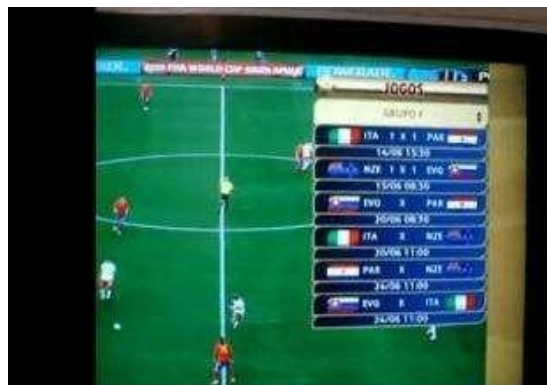 2010 FIFA WORLD CUP SOUTH AFRICA
JOGOS
GRUPO F
ITA 1 X 1 PAR
14/06 15:30
NZE 1 X 1 EVQ
15/06 08:30
EVQ X PAR
20/06 08:30
ITA X NZE
20/06 11:00
PAR X NZE
24/06 11:00
EVQ X ITA
24/06 11:00